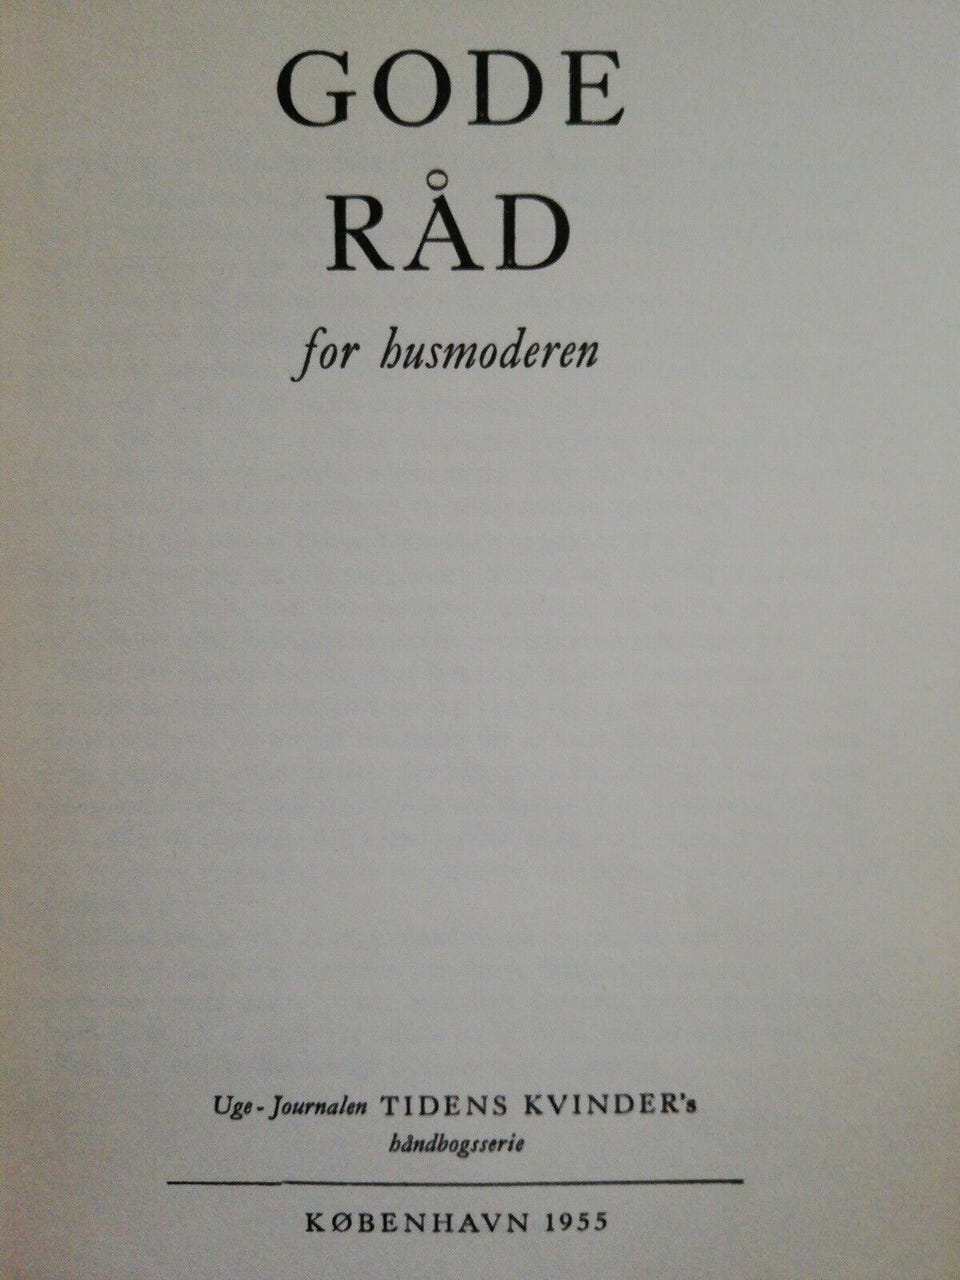 GODE
RÅD
for husmoderen
Uge-Journalen TIDENS KVINDER's
håndbogsserie
KØBENHAVN 1955